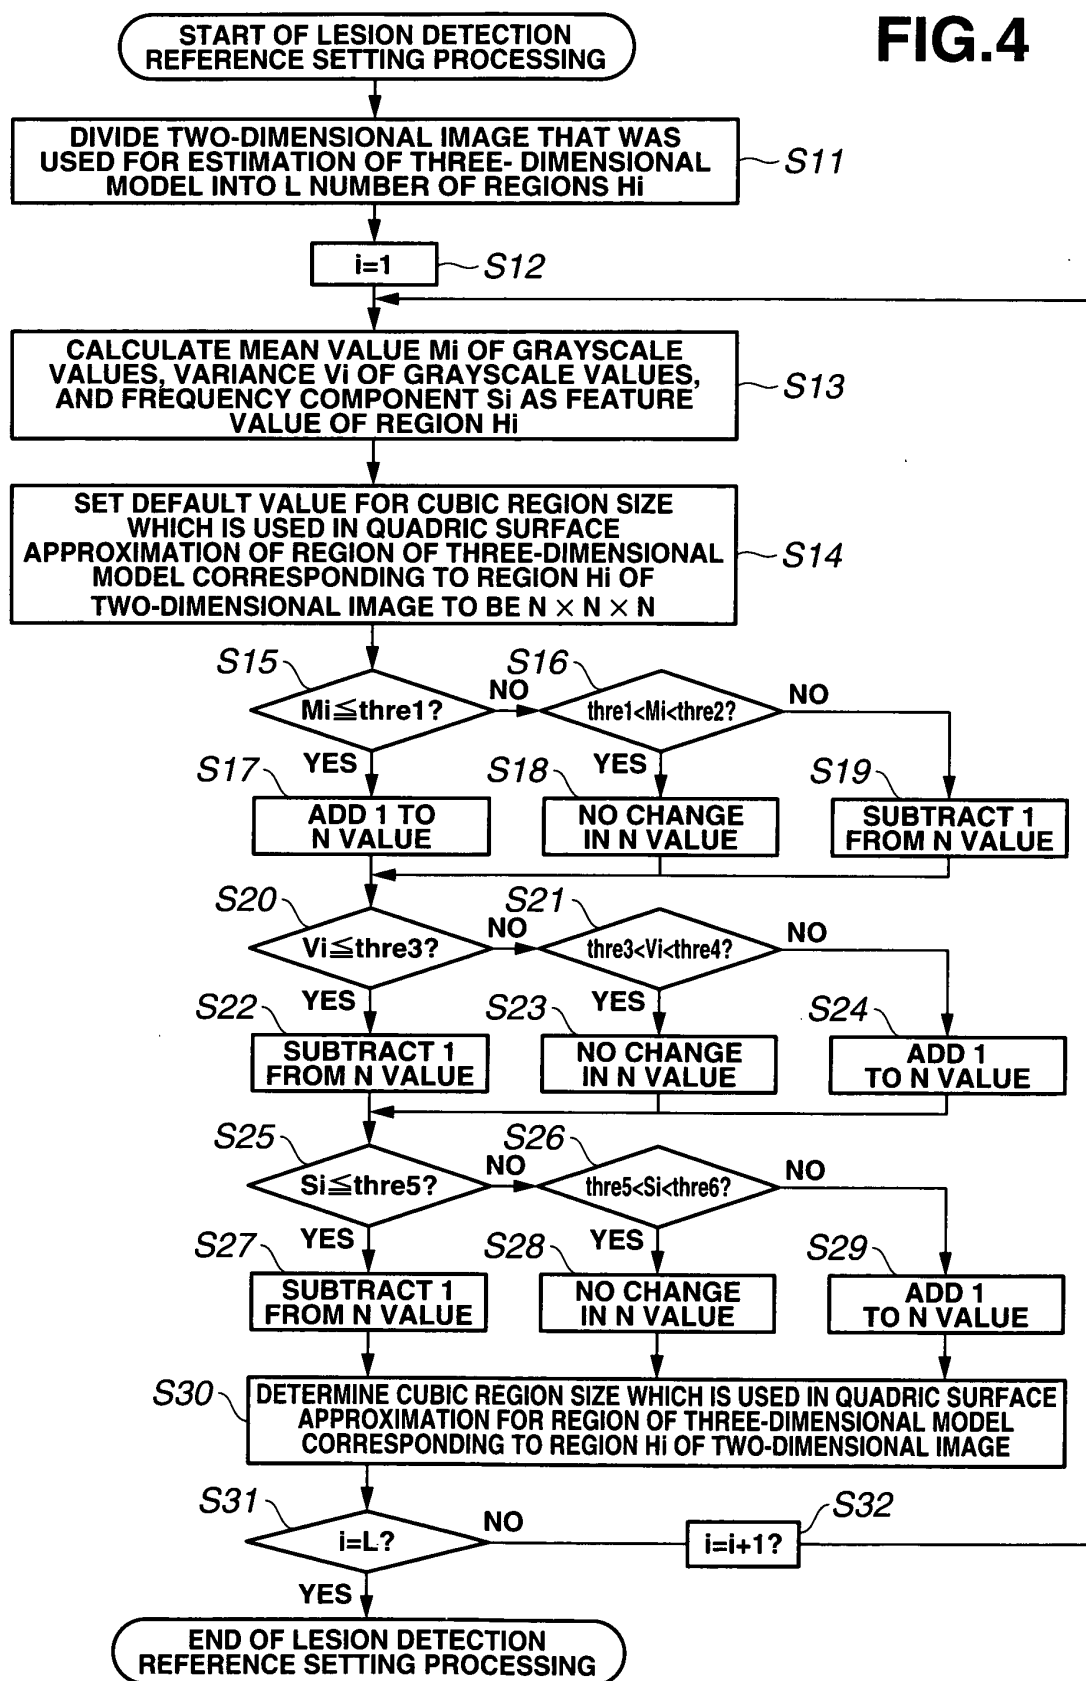 FIG.4
START OF LESION DETECTION
REFERENCE SETTING PROCESSING
DIVIDE TWO-DIMENSIONAL IMAGE THAT WAS
USED FOR ESTIMATION OF THREE- DIMENSIONAL
MODEL INTO L NUMBER OF REGIONS Hi
S11
i=1
S12
CALCULATE MEAN VALUE Mi OF GRAYSCALE
VALUES, VARIANCE Vi OF GRAYSCALE VALUES,
AND FREQUENCY COMPONENT Si AS FEATURE
VALUE OF REGION Hi
S13
SET DEFAULT VALUE FOR CUBIC REGION SIZE
WHICH IS USED IN QUADRIC SURFACE
APPROXIMATION OF REGION OF THREE-DIMENSIONAL
MODEL CORRESPONDING TO REGION Hi OF
TWO-DIMENSIONAL IMAGE TO BE N × N × N
S14
S15
Mi≦thre1?
NO
S16
thre1<Mi<thre2?
NO
YES
YES
S17
ADD 1 TO
N VALUE
S18
NO CHANGE
IN N VALUE
S19
SUBTRACT 1
FROM N VALUE
S20
Vi≦thre3?
NO
S21
thre3<Vi<thre4?
NO
YES
YES
S22
SUBTRACT 1
FROM N VALUE
S23
NO CHANGE
IN N VALUE
S24
ADD 1
TO N VALUE
S25
Si≦thre5?
NO
S26
thre5<Si<thre6?
NO
YES
YES
S27
SUBTRACT 1
FROM N VALUE
S28
NO CHANGE
IN N VALUE
S29
ADD 1
TO N VALUE
S30
DETERMINE CUBIC REGION SIZE WHICH IS USED IN QUADRIC SURFACE
APPROXIMATION FOR REGION OF THREE-DIMENSIONAL MODEL
CORRESPONDING TO REGION Hi OF TWO-DIMENSIONAL IMAGE
S31
i=L?
NO
S32
i=i+1?
YES
END OF LESION DETECTION
REFERENCE SETTING PROCESSING